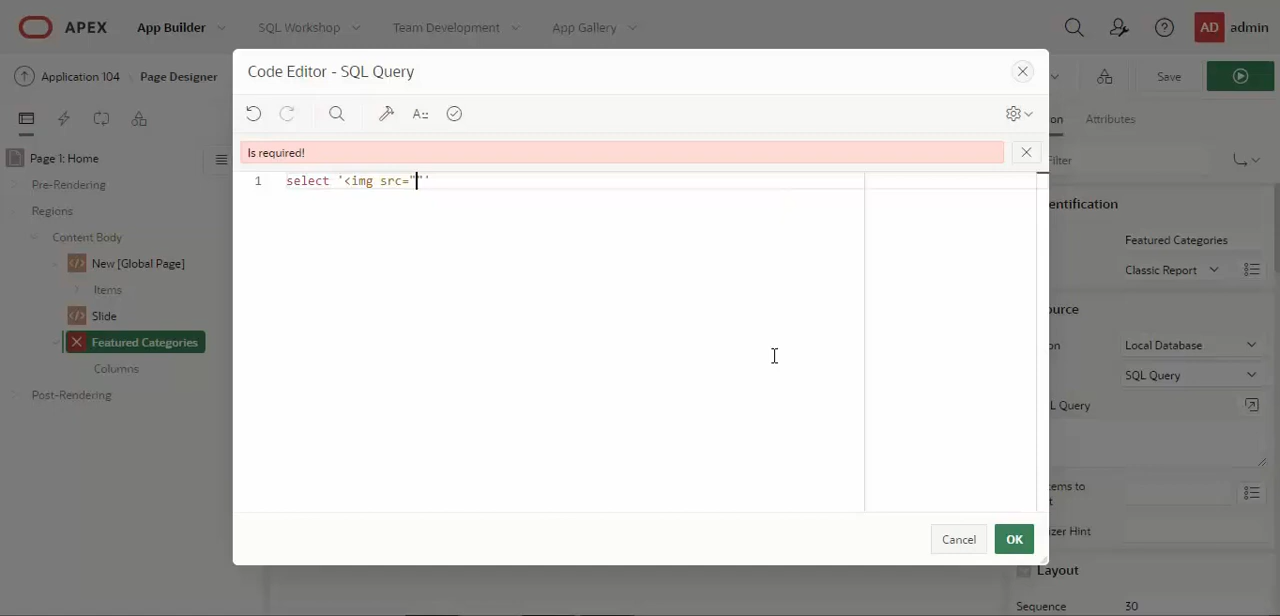 APEX App Builder SQL Workshop Team Development App Gallery AD admin
Application 104 Page Designer Save
Code Editor - SQL Query
Attributes
Is required!
Filter
1 select '<img src=""'
Page 1: Home
Pre-Rendering
Regions
Content Body
New [Global Page]
Items
Slide
Featured Categories
Columns
Post-Rendering
Featured Categories
Classic Report
Local Database
SQL Query
Cancel OK
Layout
Sequence 30